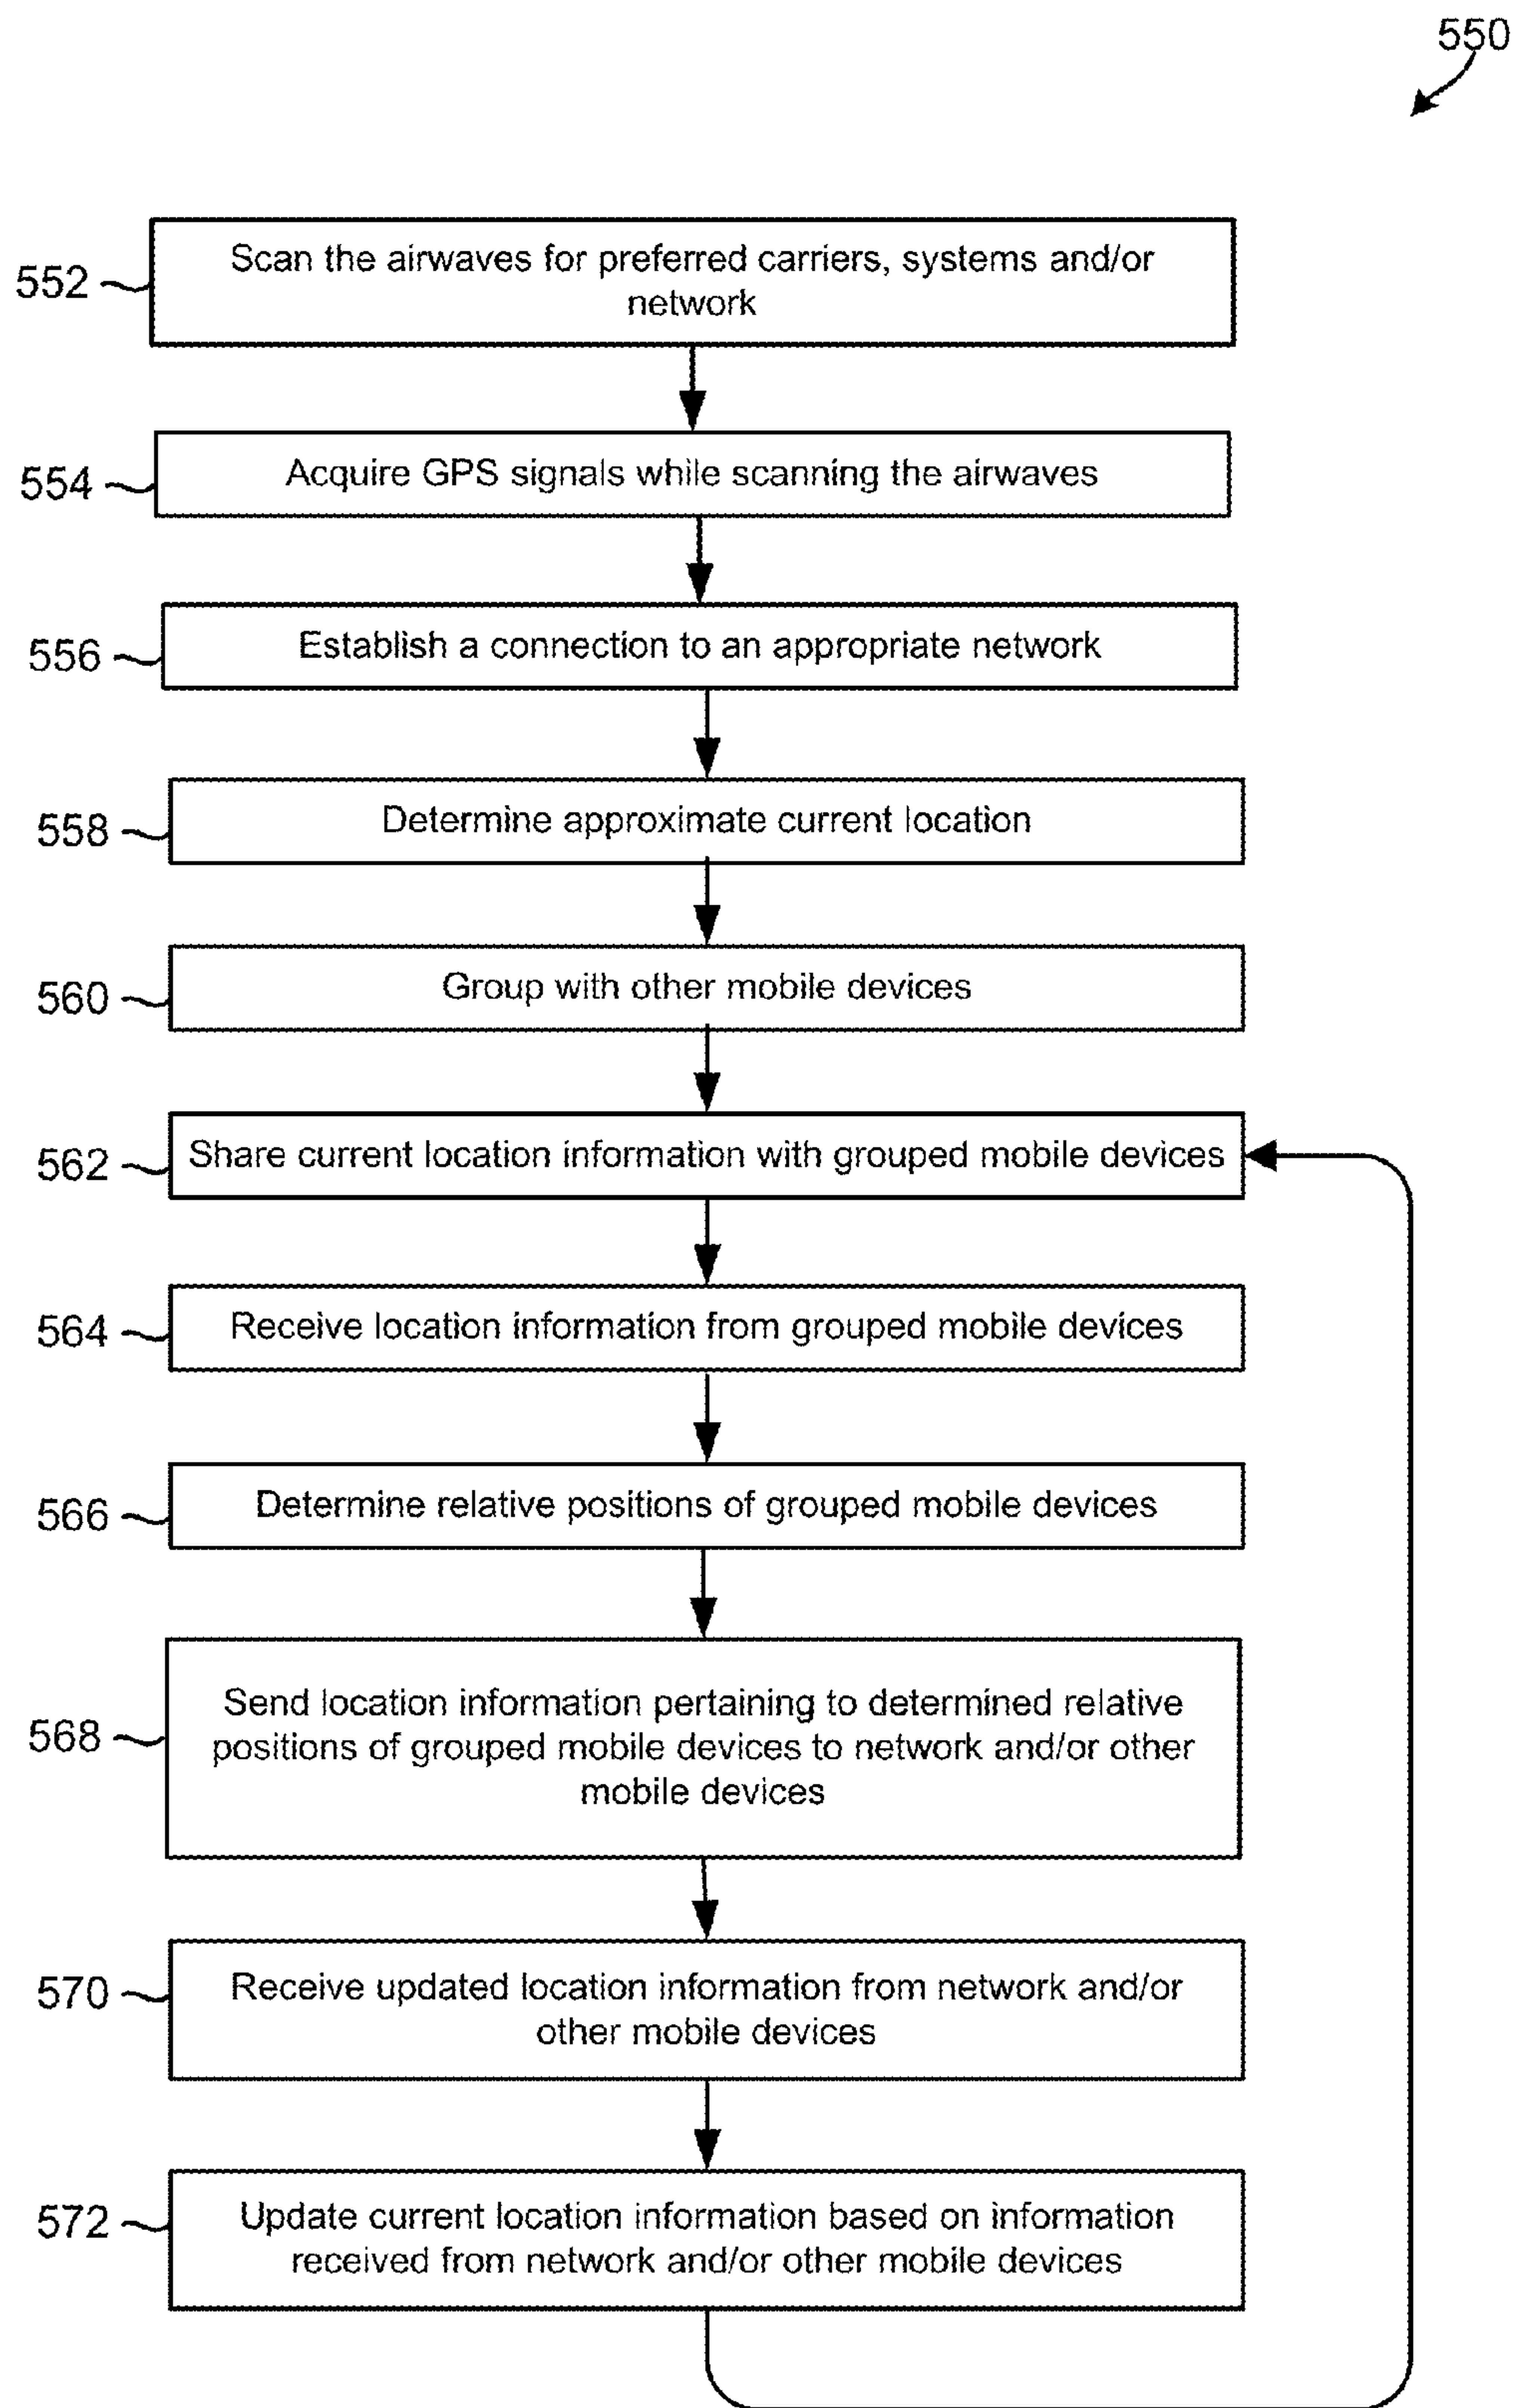 550
552
Scan the airwaves for preferred carriers, systems and/or
network
554
Acquire GPS signals while scanning the airwaves
556
Establish a connection to an appropriate network
558
Determine approximate current location
560
Group with other mobile devices
562
Share current location information with grouped mobile devices
564
Receive location information from grouped mobile devices
566
Determine relative positions of grouped mobile devices
568
Send location information pertaining to determined relative
positions of grouped mobile devices to network and/or other
mobile devices
570
Receive updated location information from network and/or
other mobile devices
572
Update current location information based on information
received from network and/or other mobile devices